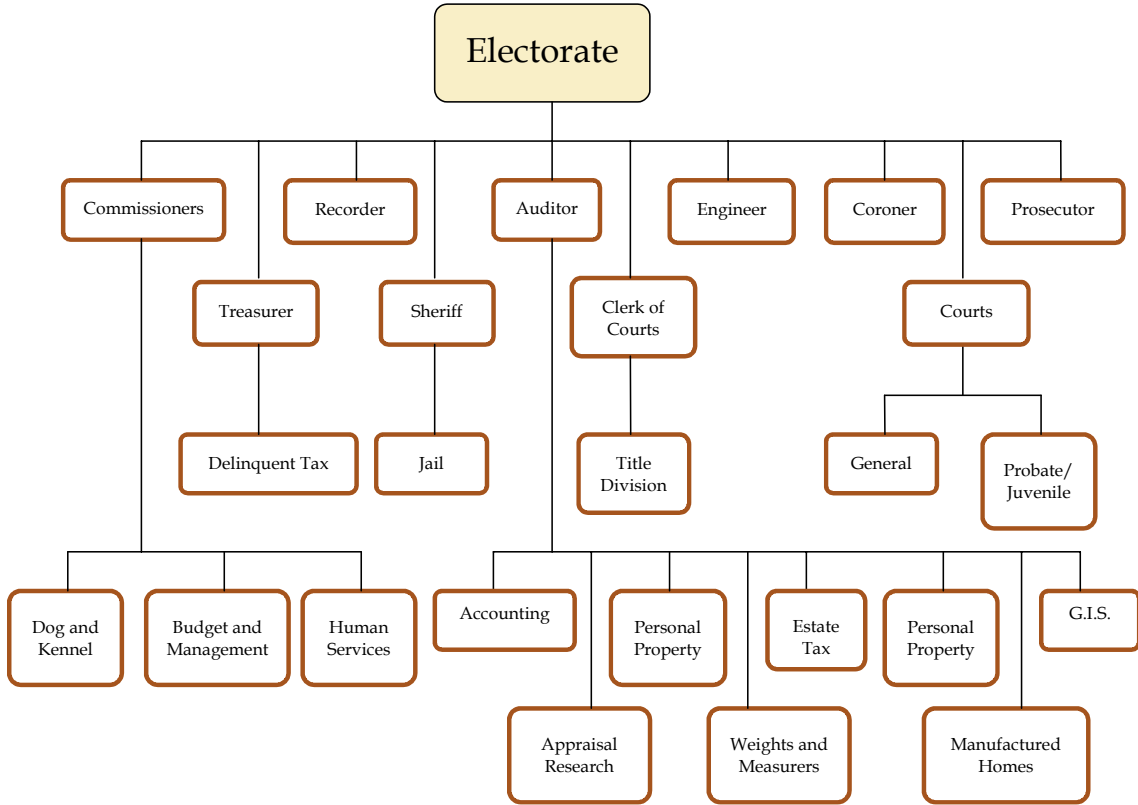 Electorate
Commissioners
Recorder
Auditor
Engineer
Coroner
Prosecutor
Treasurer
Sheriff
Clerk of
Courts
Courts
Delinquent Tax
Jail
Title
Division
General
Probate/
Juvenile
Dog and
Kennel
Budget and
Management
Human
Services
Accounting
Personal
Property
Estate
Tax
Personal
Property
G.I.S.
Appraisal
Research
Weights and
Measurers
Manufactured
Homes